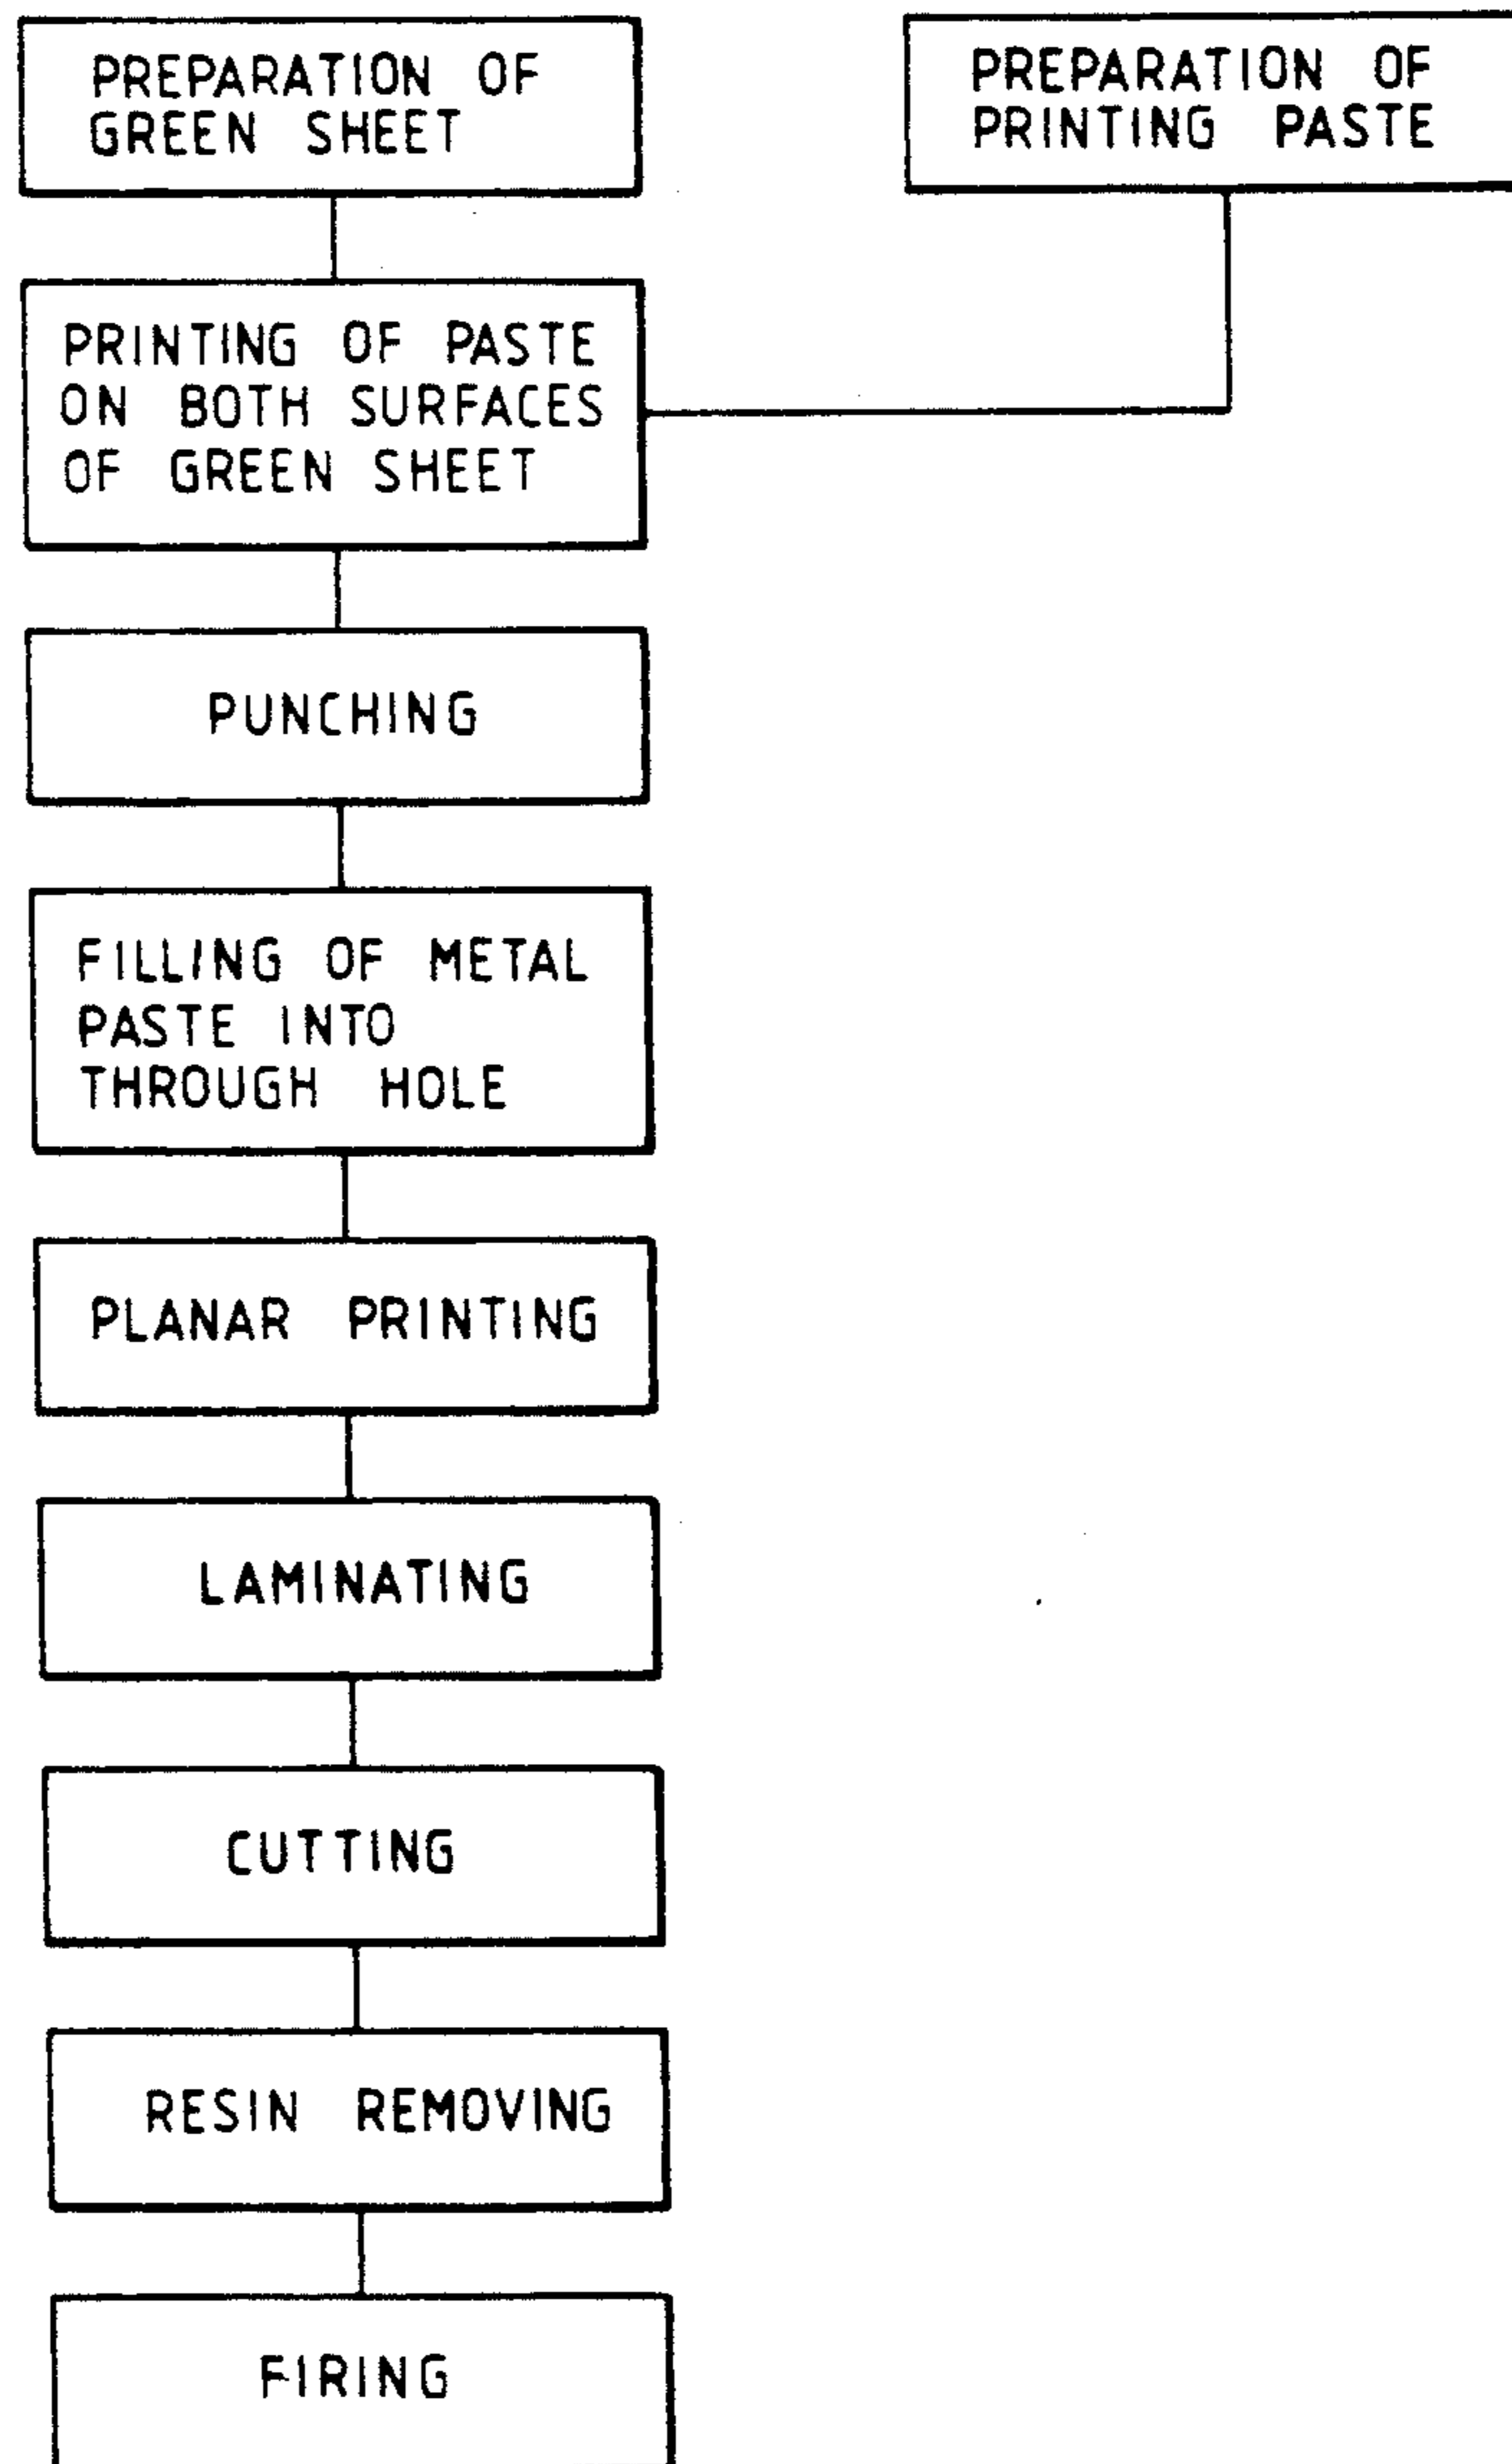 PREPARATION OF
GREEN SHEET
PREPARATION OF
PRINTING PASTE
PRINTING OF PASTE
ON BOTH SURFACES
OF GREEN SHEET
PUNCHING
FILLING OF METAL
PASTE INTO
THROUGH HOLE
PLANAR PRINTING
LAMINATING
CUTTING
RESIN REMOVING
FIRING